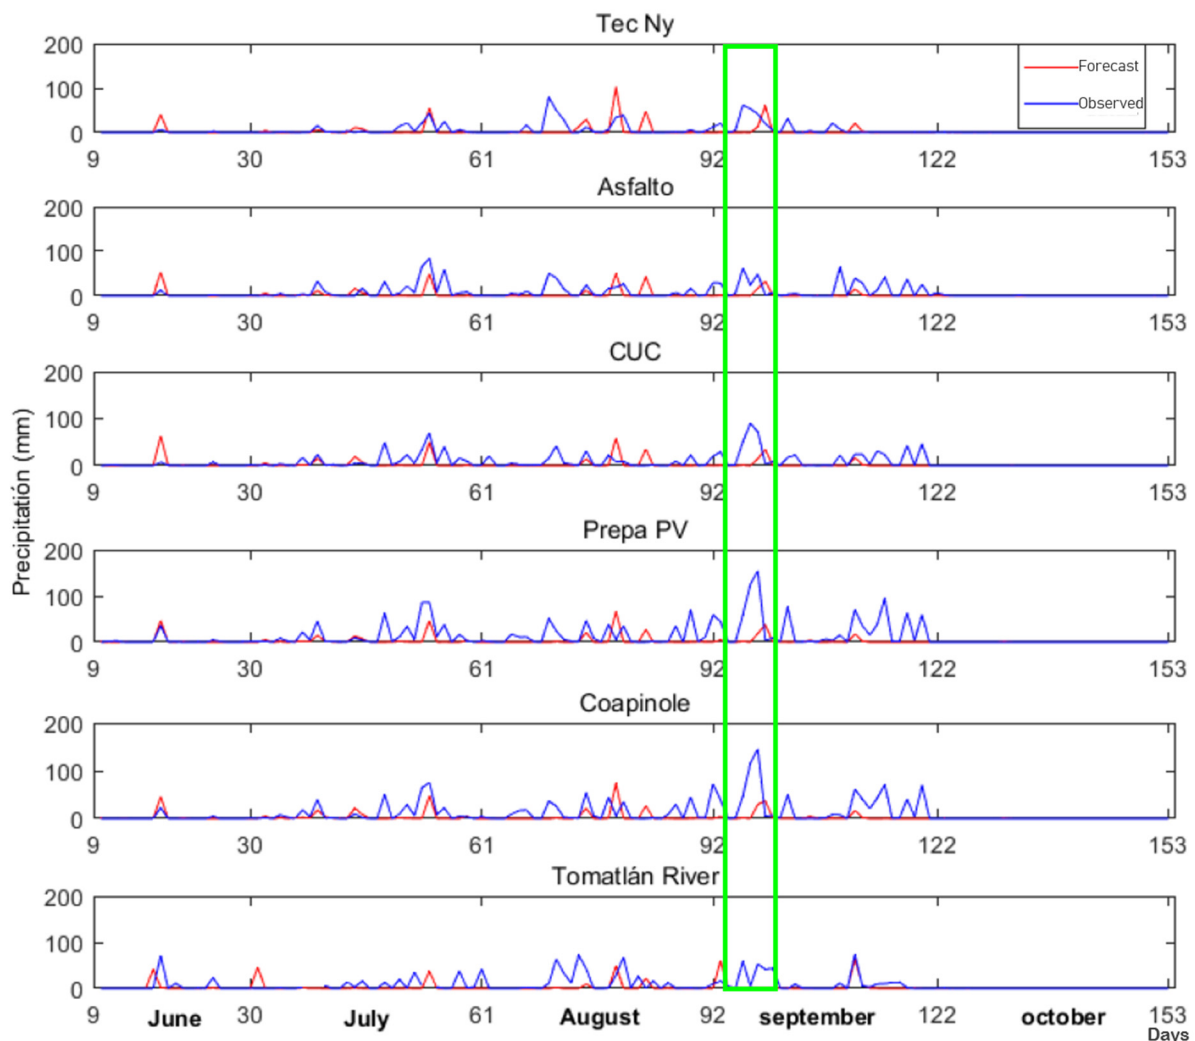 Tec Ny
200
100
0
Forecast
Observed
9 30 61 92 122 153
Asfalto
200
100
0
9 30 61 92 122 153
CUC
200
100
0
9 30 61 92 122 153
Precipitatión (mm)
Prepa PV
200
100
0
9 30 61 92 122 153
Coapinole
200
100
0
9 30 61 92 122 153
Tomatlán River
200
100
0
9 June 30 July 61 August 92 september 122 october 153
Days